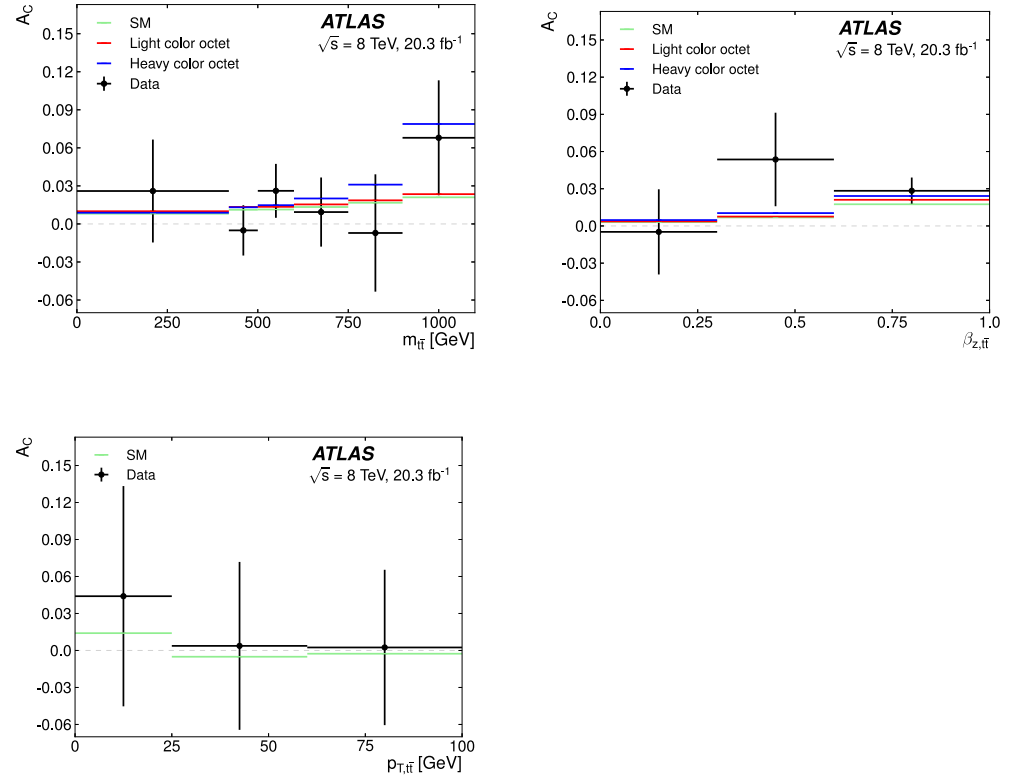 A_C
ATLAS
√s = 8 TeV, 20.3 fb⁻¹
SM
Light color octet
Heavy color octet
Data
0.15
0.12
0.09
0.06
0.03
0.0
-0.03
-0.06
0 250 500 750 1000
m_tt̄ [GeV]
A_C
ATLAS
√s = 8 TeV, 20.3 fb⁻¹
SM
Light color octet
Heavy color octet
Data
0.15
0.12
0.09
0.06
0.03
0.0
-0.03
-0.06
0.0 0.5 1.0
β_z,tt̄
A_C
ATLAS
√s = 8 TeV, 20.3 fb⁻¹
SM
Data
0.15
0.12
0.09
0.06
0.03
0.0
-0.03
-0.06
0 25 50 75 100
p_T,tt̄ [GeV]